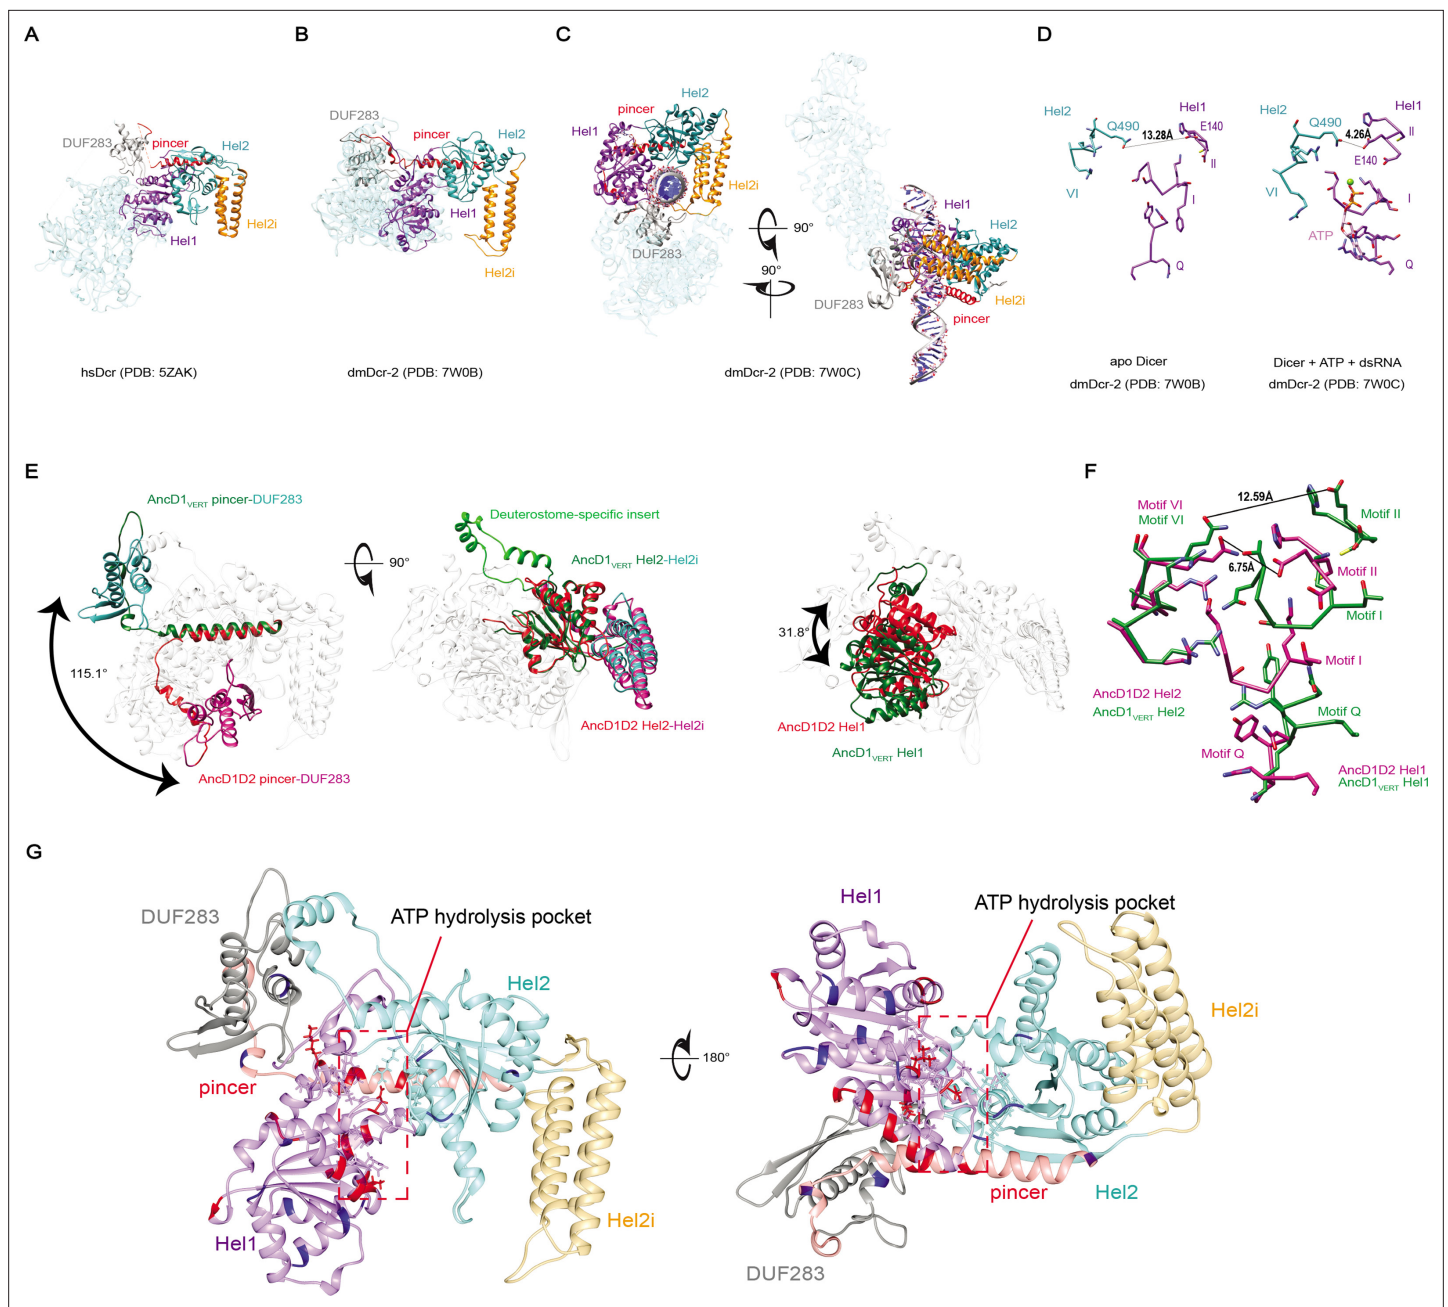 A
DUF283
pincer
Hel2
Hel2i
Hel1
hsDcr (PDB: 5ZAK)
B
DUF283
pincer
Hel2
Hel1
Hel2i
dmDcr-2 (PDB: 7W0B)
C
Hel2
pincer
Hel1
Hel2i
DUF283
90°
90°
Hel1
Hel2
Hel2i
DUF283
pincer
dmDcr-2 (PDB: 7W0C)
D
Hel2
Q490
Hel1
E140
13.28Å
II
VI
I
Q
apo Dicer
dmDcr-2 (PDB: 7W0B)
Hel2
Q490
Hel1
4.26Å
II
E140
VI
I
ATP
Q
Dicer + ATP + dsRNA
dmDcr-2 (PDB: 7W0C)
E
AncD1VERT pincer-DUF283
115.1°
AncD1D2 pincer-DUF283
90°
Deuterostome-specific insert
AncD1VERT Hel2-Hel2i
AncD1D2 Hel2-Hel2i
31.8°
AncD1D2 Hel1
AncD1VERT Hel1
F
12.59Å
Motif VI
Motif VI
Motif II
6.75Å
Motif II
Motif I
Motif I
AncD1D2 Hel2
AncD1VERT Hel2
Motif Q
Motif Q
AncD1D2 Hel1
AncD1VERT Hel1
G
DUF283
ATP hydrolysis pocket
Hel2
pincer
Hel1
Hel2i
180°
Hel1
ATP hydrolysis pocket
Hel2i
pincer
Hel2
DUF283